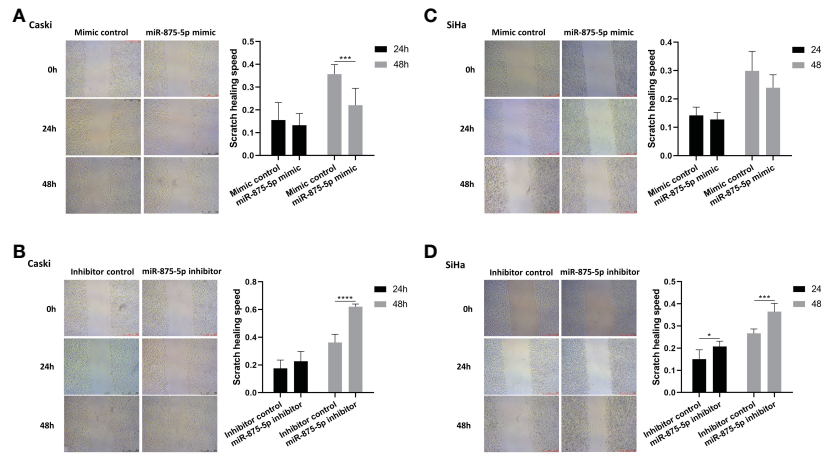 A
Caski
Mimic control miR-875-5p mimic
0h
24h
48h
Scratch healing speed
0.5
0.4
0.3
0.2
0.1
0.0
***
24h
48h
Mimic control
miR-875-5p mimic
Mimic control
miR-875-5p mimic
C
SiHa
Mimic control miR-875-5p mimic
0h
24h
48h
Scratch healing speed
0.4
0.3
0.2
0.1
0.0
24
48
Mimic control
miR-875-5p mimic
Mimic control
miR-875-5p mimic
B
Caski
Inhibitor control miR-875-5p inhibitor
0h
24h
48h
Scratch healing speed
0.8
0.6
0.4
0.2
0.0
****
24h
48h
Inhibitor control
miR-875-5p inhibitor
Inhibitor control
miR-875-5p inhibitor
D
SiHa
Inhibitor control miR-875-5p inhibitor
0h
24h
48h
Scratch healing speed
0.5
0.4
0.3
0.2
0.1
0.0
*
***
24
48
Inhibitor control
miR-875-5p inhibitor
Inhibitor control
miR-875-5p inhibitor